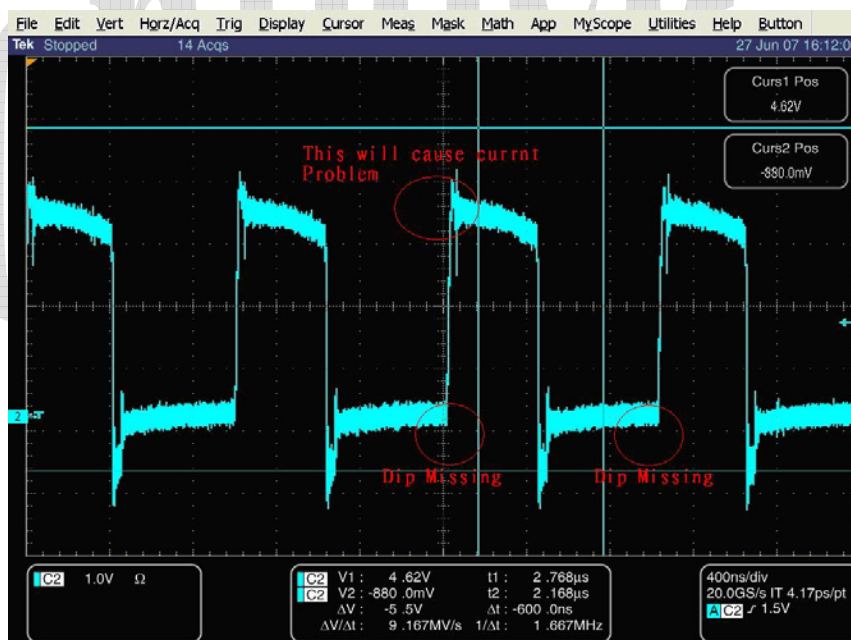 File Edit Vert Horz/Acq Trig Display Cursor Meas Mask Math App MyScope Utilities Help Button
Tek Stopped 14 Acqs 27 Jun 07 16:12:0
Curs1 Pos
4.62V
Curs2 Pos
-880.0mV
This will cause currnt
Problem
2
Dip Missing Dip Missing
C2 1.0V Ω
C2 V1 : 4 .62V t1 : 2 .768µs
C2 V2 : -880 .0mV t2 : 2 .168µs
ΔV : -5 .5V Δt : -600 .0ns
ΔV/Δt : 9 .167MV/s 1/Δt : 1 .667MHz
400ns/div
20.0GS/s IT 4.17ps/pt
A C2 ∫ 1.5V